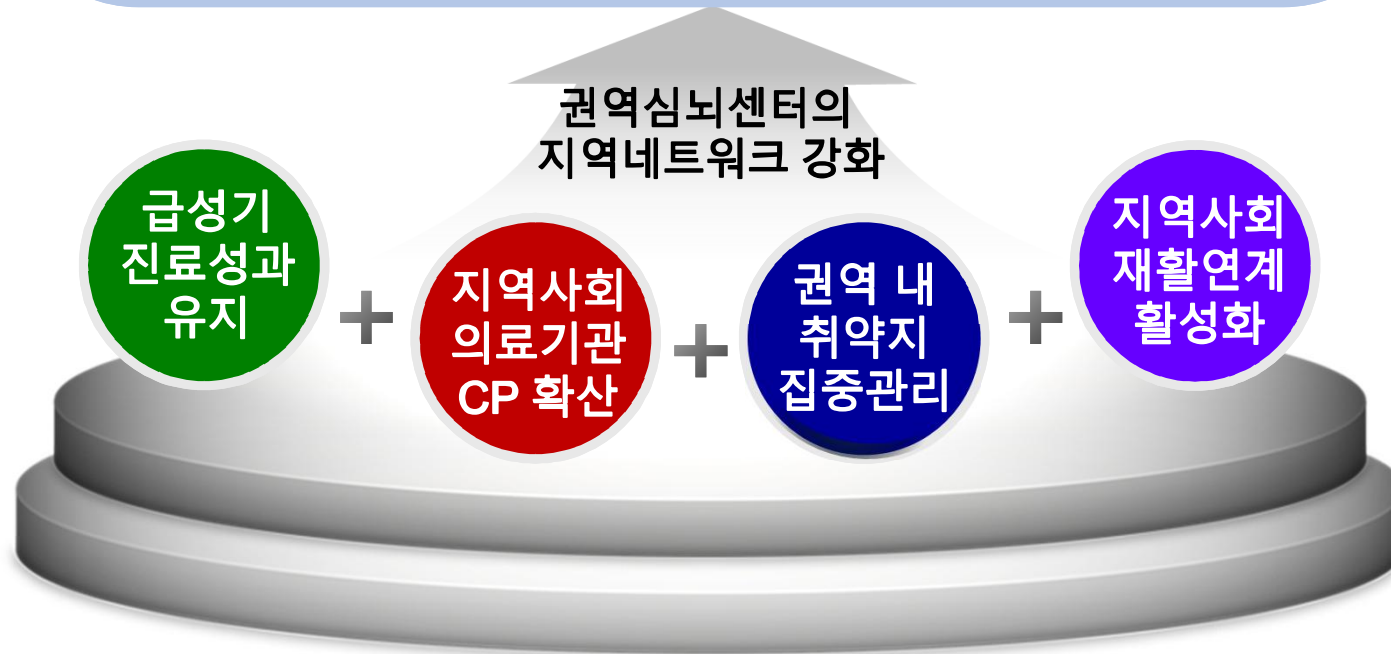 권역심뇌센터의
지역네트워크 강화
급성기
진료성과
유지
+
지역사회
의료기관
CP 확산
+
권역 내
취약지
집중관리
+
지역사회
재활연계
활성화